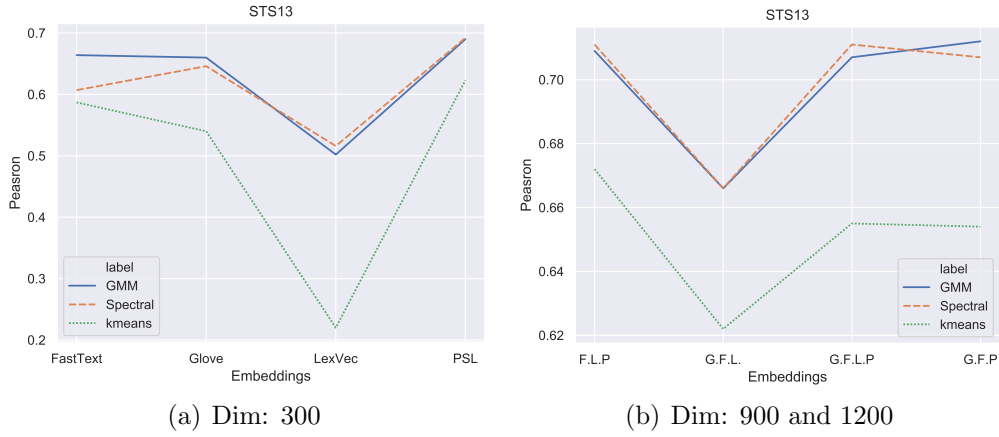 STS13
0.7
0.6
0.5
0.4
0.3
0.2
Peasron
label
GMM
Spectral
kmeans
FastText Glove LexVec PSL
Embeddings
(a) Dim: 300
STS13
0.70
0.68
0.66
0.64
0.62
Peasron
label
GMM
Spectral
kmeans
F.L.P G.F.L. G.F.L.P G.F.P
Embeddings
(b) Dim: 900 and 1200